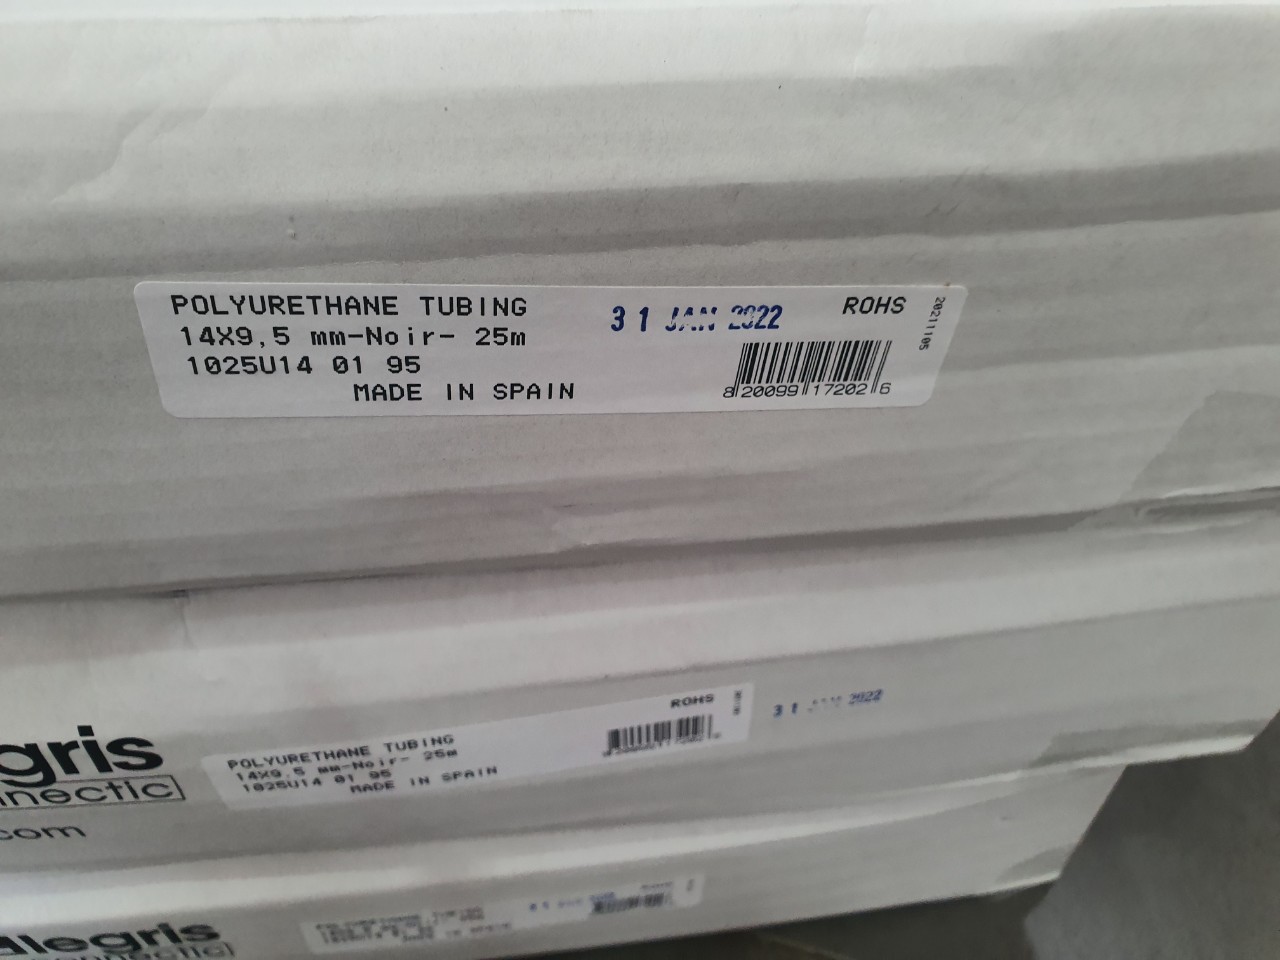 POLYURETHANE TUBING
14X9,5 mm-Noir- 25m
1025U14 01 95
MADE IN SPAIN
31 JAN 2022
ROHS
20211105
8 20099 17202 6
gris
nectic
com
POLYURETHANE TUBING
14X9,5 mm-Noir- 25m
1025U14 01 95
MADE IN SPAIN
ROHS
31 JAN 2022
legris
connectic